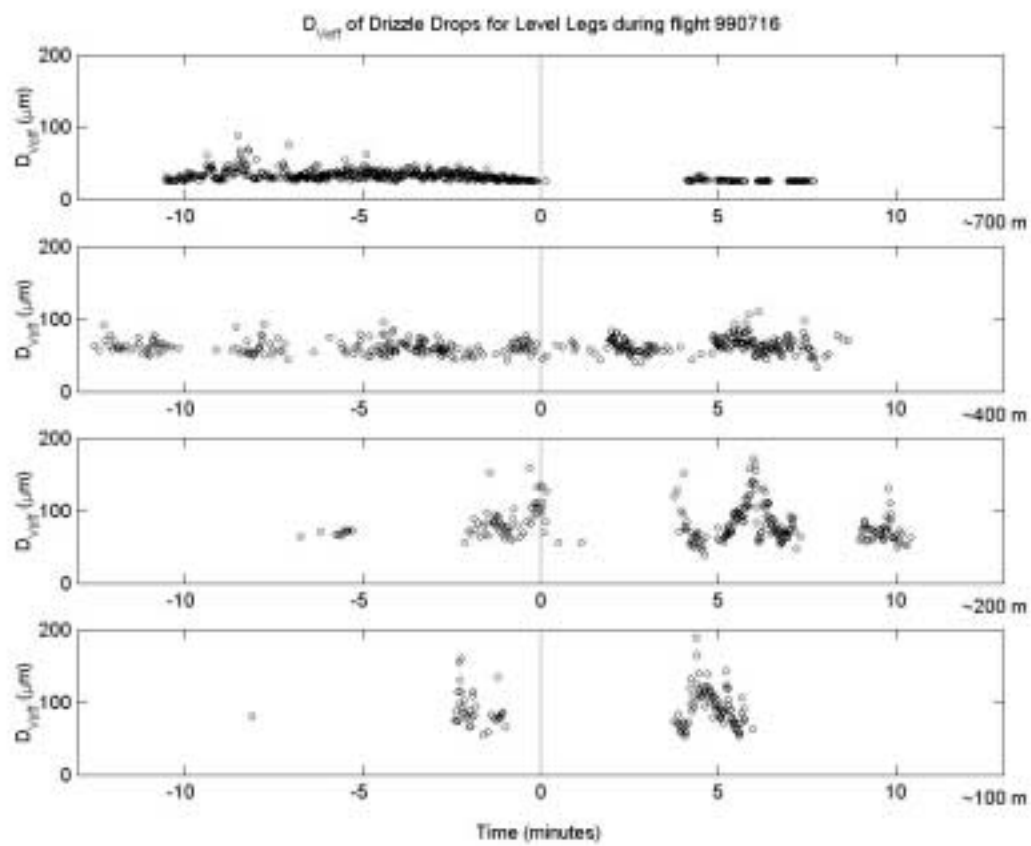 D_Veff of Drizzle Drops for Level Legs during flight 990716
200
100
0
D_Veff (μm)
-10 -5 0 5 10 ~700 m
200
100
0
D_Veff (μm)
-10 -5 0 5 10 ~400 m
200
100
0
D_Veff (μm)
-10 -5 0 5 10 ~200 m
200
100
0
D_Veff (μm)
-10 -5 0 5 10 ~100 m
Time (minutes)